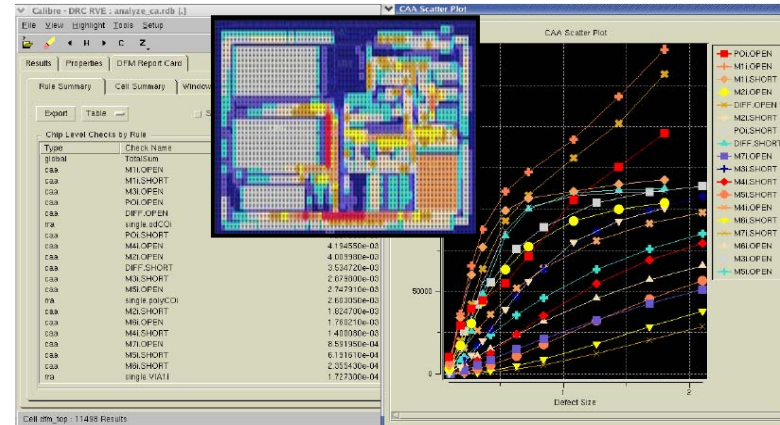 Calibre - DRC RVE : analyze_ca.rdb [.]
File View Highlight Tools Setup
H C Z
Results Properties DFM Report Card
Rule Summary Cell Summary Window
Export Table
Chip Level Checks by Rule
Type Check Name
global TotalSum
caa M1i.OPEN
caa M1i.SHORT
caa M3i.OPEN
caa POi.OPEN
caa DIFF.OPEN
rra single.odCOi
caa POi.SHORT
caa M4i.OPEN 4.194550e-03
caa M2i.OPEN 4.009980e-03
caa DIFF.SHORT 3.534720e-03
caa M3i.SHORT 2.879800e-03
caa M5i.OPEN 2.747910e-03
rra single.polyCOi 2.603050e-03
caa M2i.SHORT 1.824700e-03
caa M6i.OPEN 1.760210e-03
caa M4i.SHORT 1.400080e-03
caa M7i.OPEN 8.591950e-04
caa M5i.SHORT 6.191610e-04
caa M6i.SHORT 2.355430e-04
rra single.VIA1i 1.727300e-04
Cell dfm_top : 11498 Results
CAA Scatter Plot
CAA Scatter Plot
50000
0
1 2
Defect Size
POi.OPEN
M1i.OPEN
M1i.SHORT
M2i.OPEN
DIFF.OPEN
M2i.SHORT
POi.SHORT
DIFF.SHORT
M7i.OPEN
M3i.SHORT
M4i.SHORT
M5i.SHORT
M4i.OPEN
M6i.SHORT
M7i.SHORT
M6i.OPEN
M3i.OPEN
M5i.OPEN